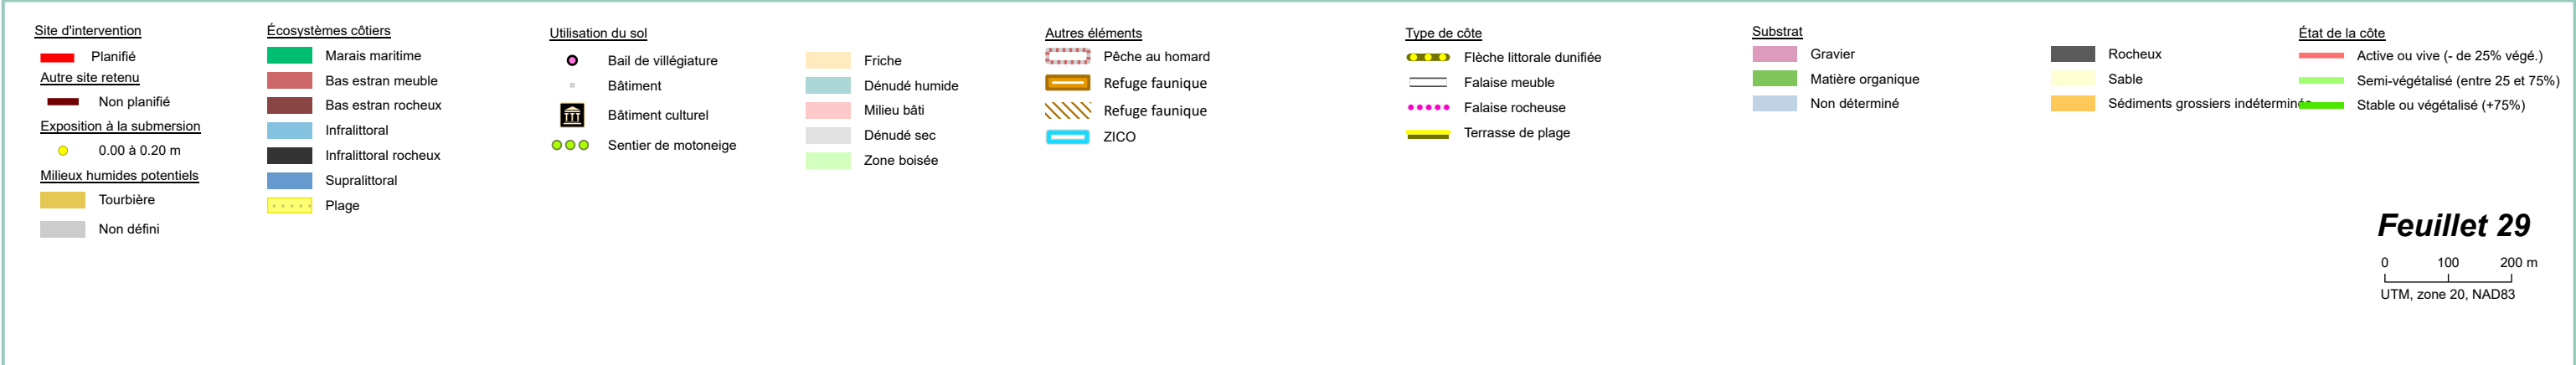 Site d'intervention
Planifié
Autre site retenu
Non planifié
Exposition à la submersion
0.00 à 0.20 m
Milieux humides potentiels
Tourbière
Non défini
Écosystèmes côtiers
Marais maritime
Bas estran meuble
Bas estran rocheux
Infralittoral
Infralittoral rocheux
Supralittoral
Plage
Utilisation du sol
Bail de villégiature
Bâtiment
Bâtiment culturel
Sentier de motoneige
Friche
Dénudé humide
Milieu bâti
Dénudé sec
Zone boisée
Autres éléments
Pêche au homard
Refuge faunique
Refuge faunique
ZICO
Type de côte
Flèche littorale dunifiée
Falaise meuble
Falaise rocheuse
Terrasse de plage
Substrat
Gravier
Matière organique
Non déterminé
Rocheux
Sable
Sédiments grossiers indéterminés
État de la côte
Active ou vive (- de 25% végé.)
Semi-végétalisé (entre 25 et 75%)
Stable ou végétalisé (+75%)
Feuillet 29
0 100 200 m
UTM, zone 20, NAD83